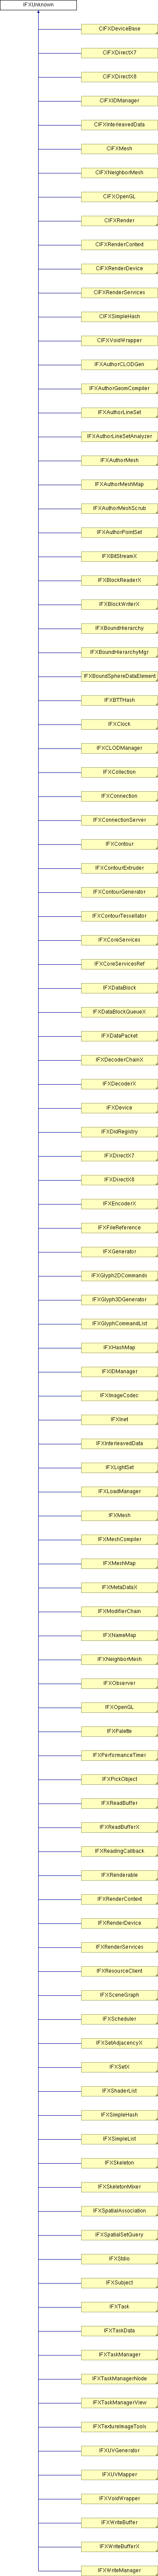 IFXUnknown
CIFXDeviceBase
CIFXDirectX7
CIFXDirectX8
CIFXIDManager
CIFXInterleavedData
CIFXMesh
CIFXNeighborMesh
CIFXOpenGL
CIFXRender
CIFXRenderContext
CIFXRenderDevice
CIFXRenderServices
CIFXSimpleHash
CIFXVoidWrapper
IFXAuthorCLODGen
IFXAuthorGeomCompiler
IFXAuthorLineSet
IFXAuthorLineSetAnalyzer
IFXAuthorMesh
IFXAuthorMeshMap
IFXAuthorMeshScrub
IFXAuthorPointSet
IFXBitStreamX
IFXBlockReaderX
IFXBlockWriterX
IFXBoundHierarchy
IFXBoundHierarchyMgr
IFXBoundSphereDataElement
IFXBTTHash
IFXClock
IFXCLODManager
IFXCollection
IFXConnection
IFXConnectionServer
IFXContour
IFXContourExtruder
IFXContourGenerator
IFXContourTessellator
IFXCoreServices
IFXCoreServicesRef
IFXDataBlock
IFXDataBlockQueueX
IFXDataPacket
IFXDecoderChainX
IFXDecoderX
IFXDevice
IFXDidRegistry
IFXDirectX7
IFXDirectX8
IFXEncoderX
IFXFileReference
IFXGenerator
IFXGlyph2DCommands
IFXGlyph3DGenerator
IFXGlyphCommandList
IFXHashMap
IFXIDManager
IFXImageCodec
IFXInet
IFXInterleavedData
IFXLightSet
IFXLoadManager
IFXMesh
IFXMeshCompiler
IFXMeshMap
IFXMetaDataX
IFXModifierChain
IFXNameMap
IFXNeighborMesh
IFXObserver
IFXOpenGL
IFXPalette
IFXPerformanceTimer
IFXPickObject
IFXReadBuffer
IFXReadBufferX
IFXReadingCallback
IFXRenderable
IFXRenderContext
IFXRenderDevice
IFXRenderServices
IFXResourceClient
IFXSceneGraph
IFXScheduler
IFXSetAdjacencyX
IFXSetX
IFXShaderList
IFXSimpleHash
IFXSimpleList
IFXSkeleton
IFXSkeletonMixer
IFXSpatialAssociation
IFXSpatialSetQuery
IFXStdio
IFXSubject
IFXTask
IFXTaskData
IFXTaskManager
IFXTaskManagerNode
IFXTaskManagerView
IFXTextureImageTools
IFXUVGenerator
IFXUVMapper
IFXVoidWrapper
IFXWriteBuffer
IFXWriteBufferX
IFXWriteManager